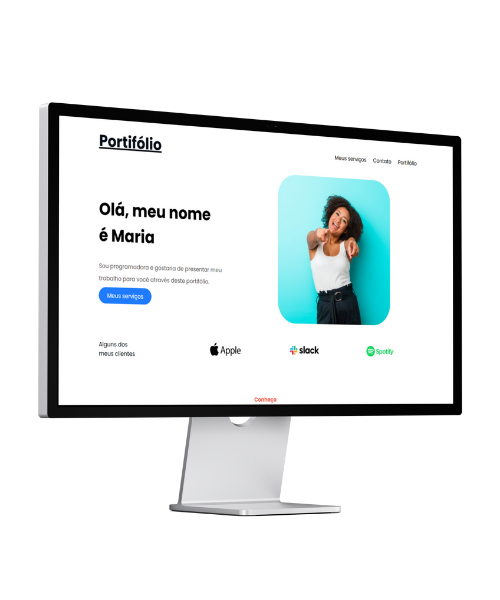 Portifólio
Meus serviços Contato Portifólio
Olá, meu nome
é Maria
Sou programadora e gostaria de presentar meu
trabalho para você através deste portifólio.
Meus serviços
Alguns dos
meus clientes
Apple
slack
Spotify
Conheça